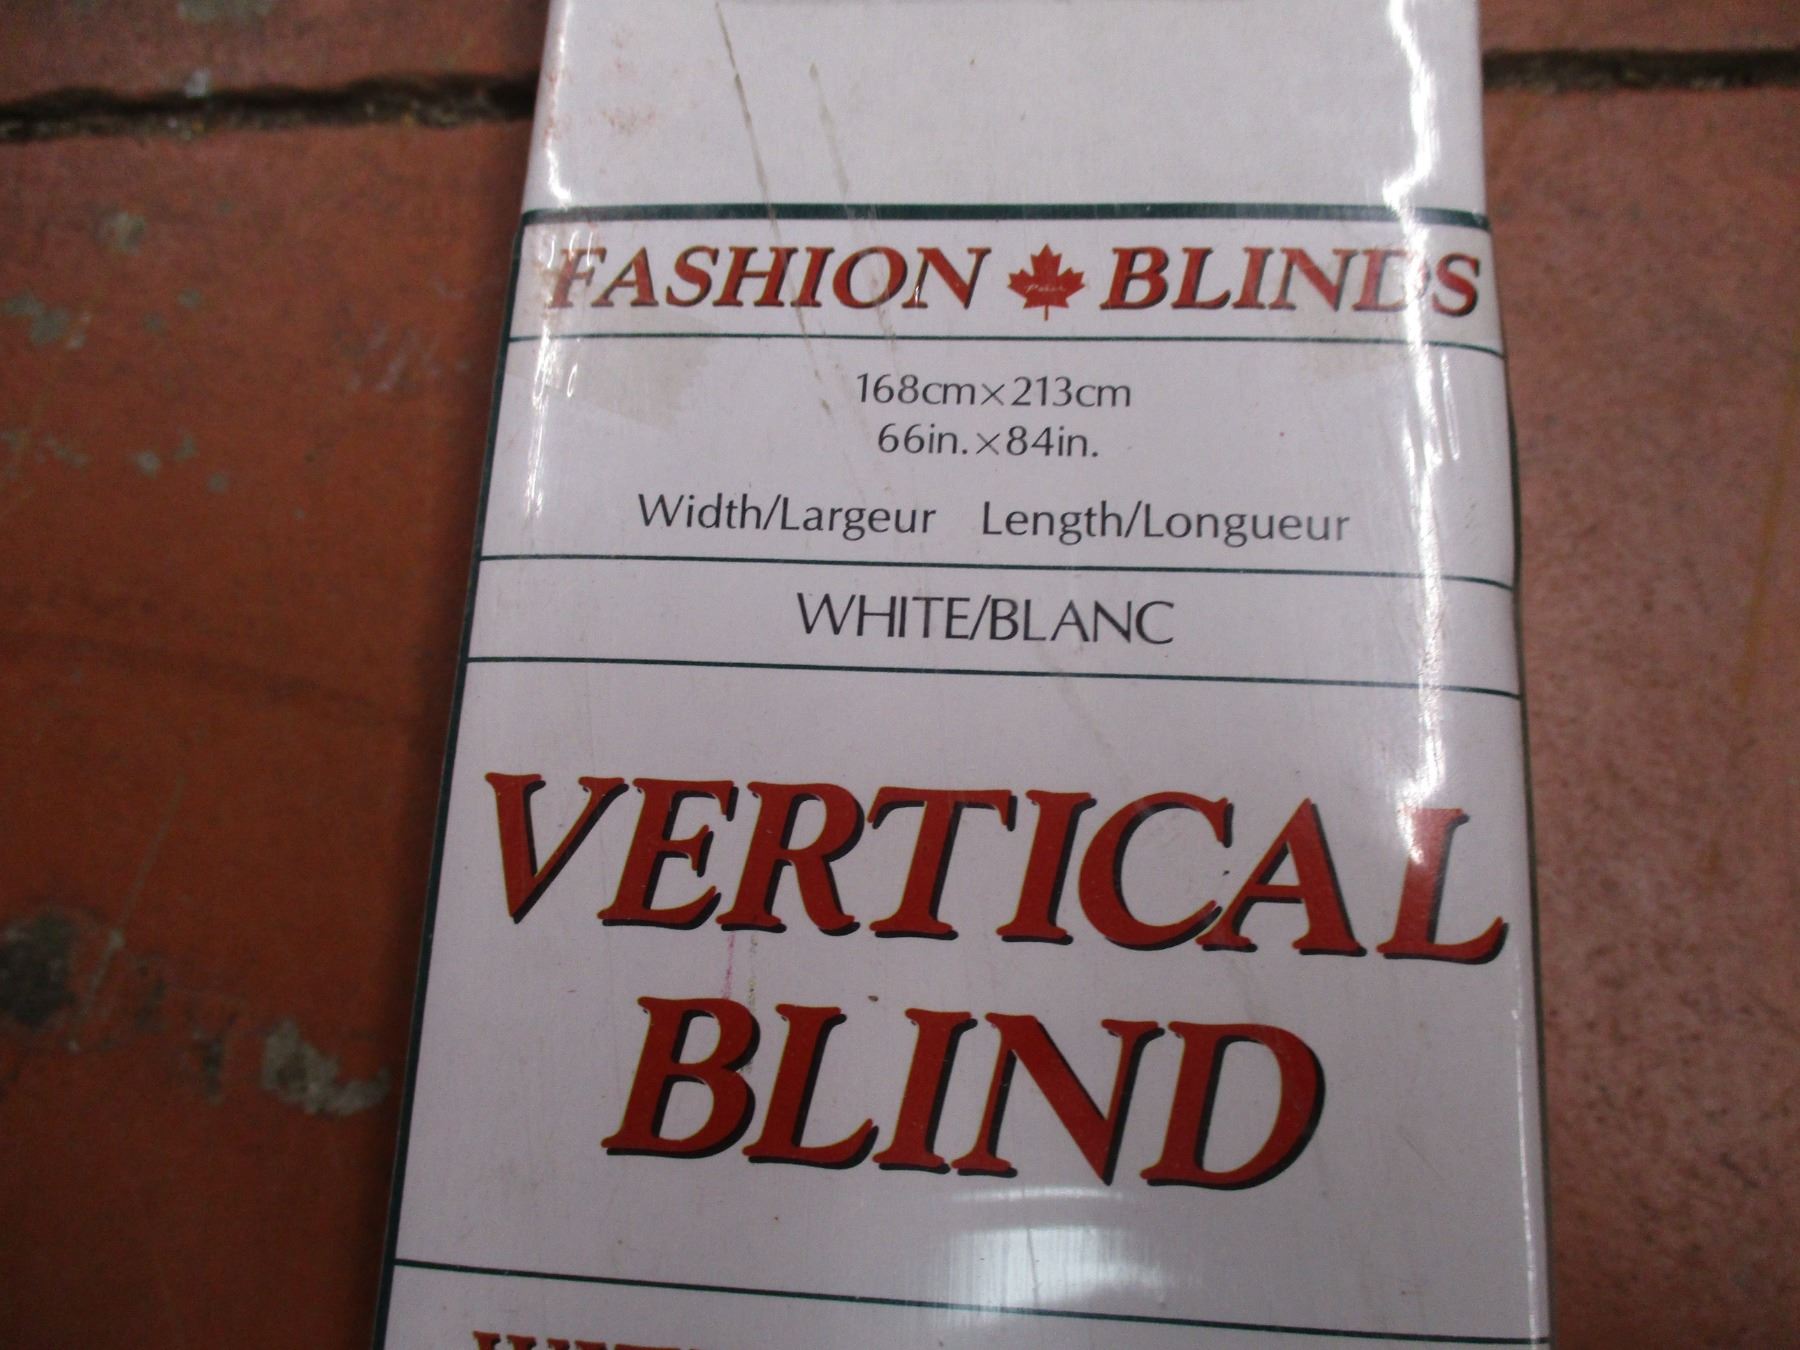 FASHION BLINDS
168cm×213cm
66in.×84in.
Width/Largeur Length/Longueur
WHITE/BLANC
VERTICAL
BLIND